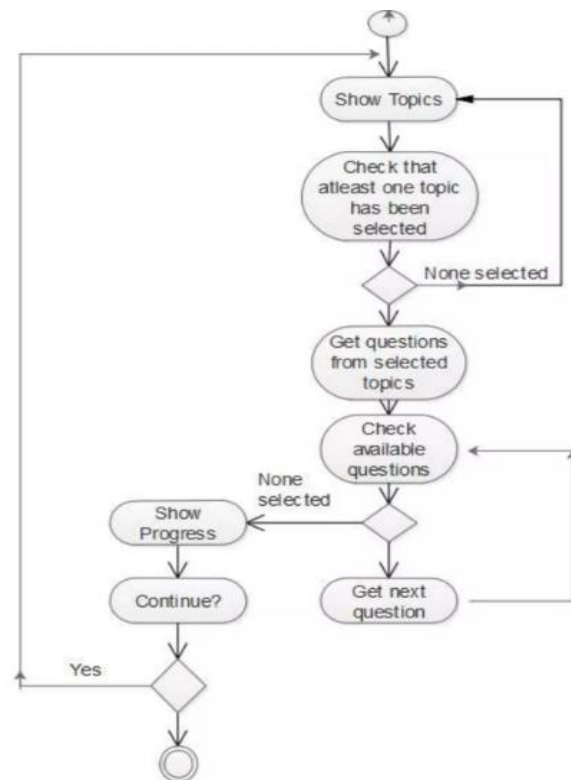 Show Topics
Check that
atleast one topic
has been
selected
None selected
Get questions
from selected
topics
Check
available
questions
None
selected
Show
Progress
Get next
question
Continue?
Yes